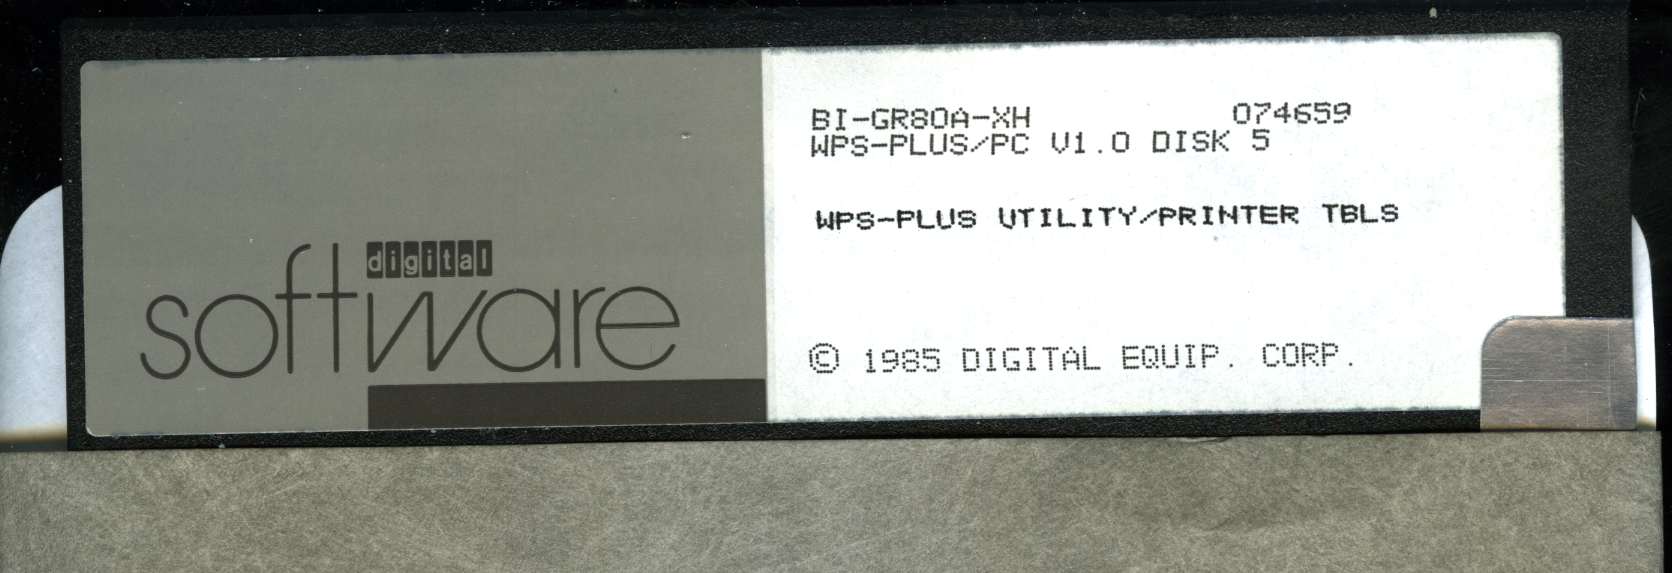 digital
software
BI-GR80A-XH 074659
WPS-PLUS/PC V1.0 DISK 5
WPS-PLUS UTILITY/PRINTER TBLS
© 1985 DIGITAL EQUIP. CORP.